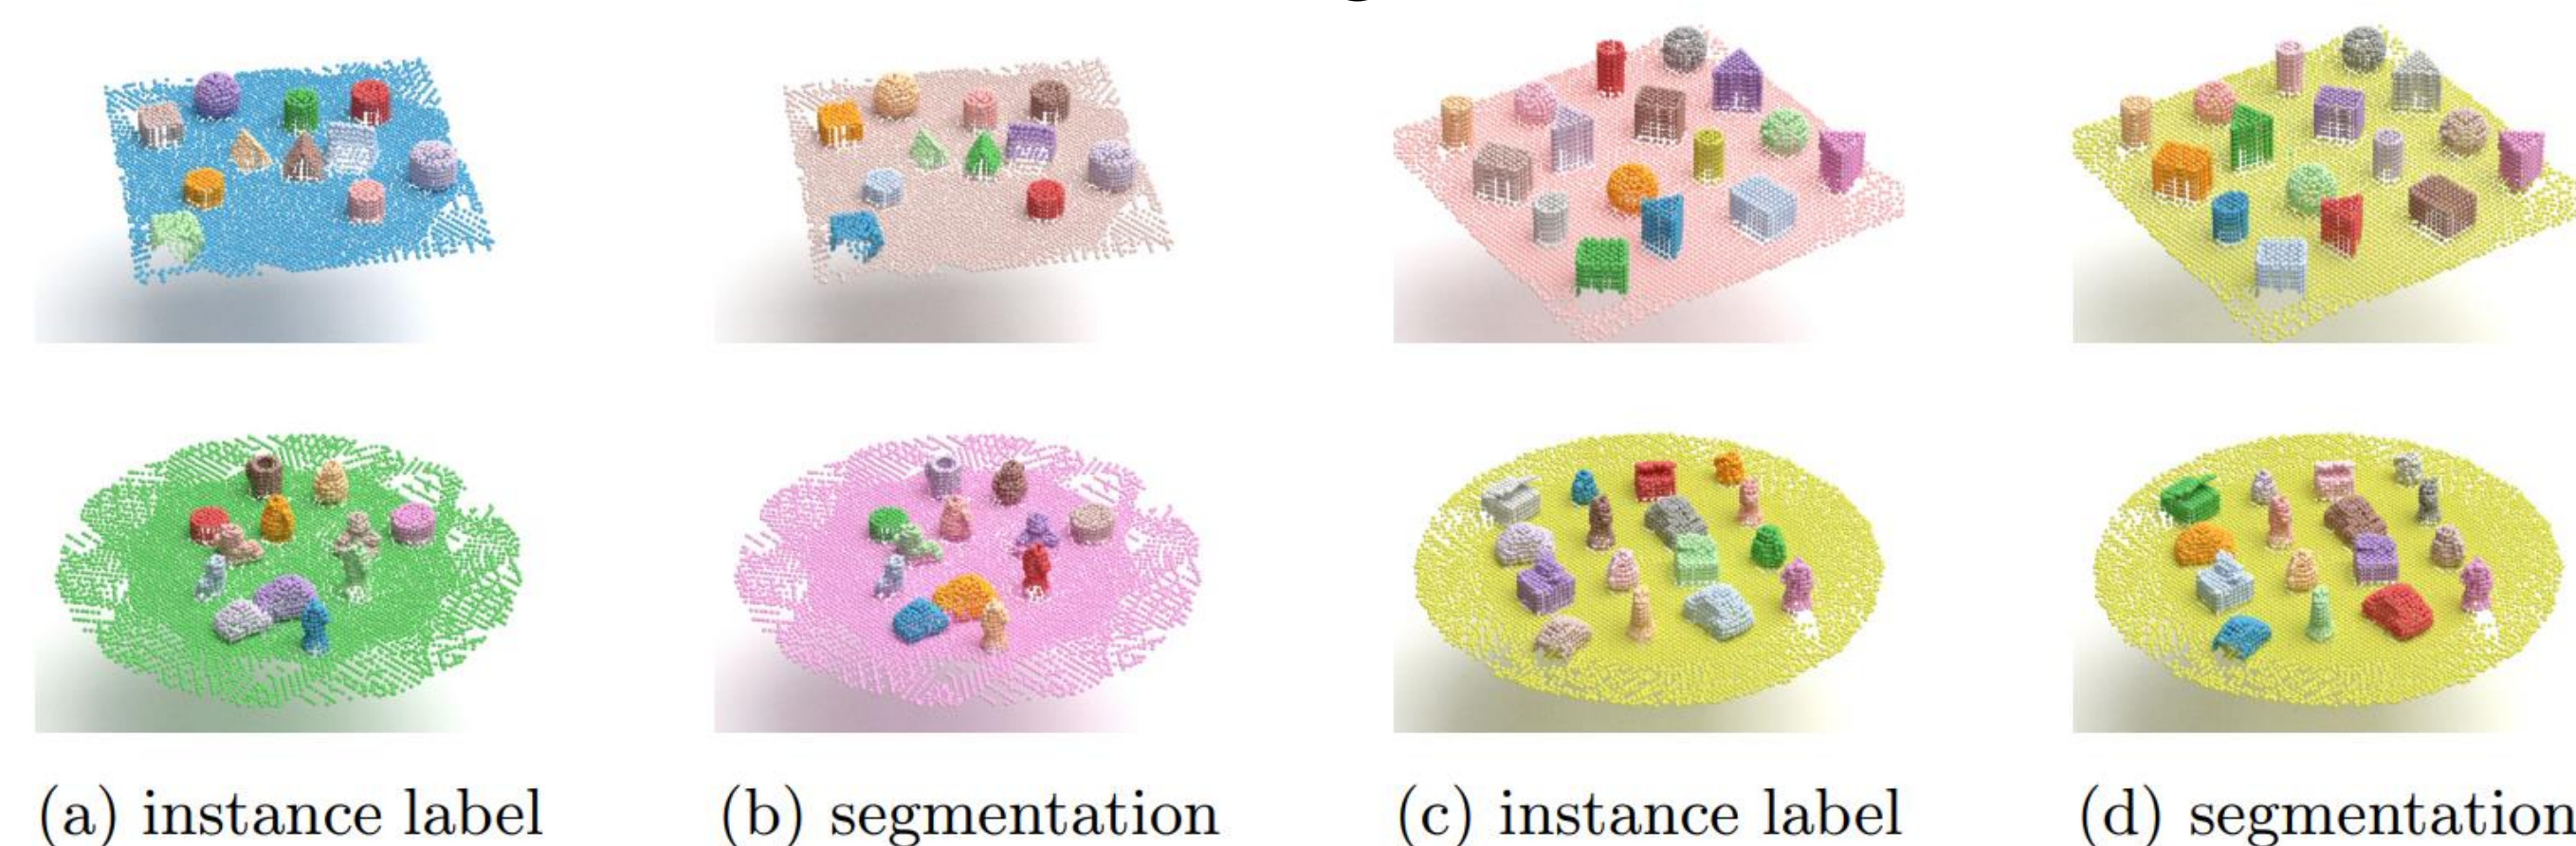 (a) instance label
(b) segmentation
(c) instance label
(d) segmentation